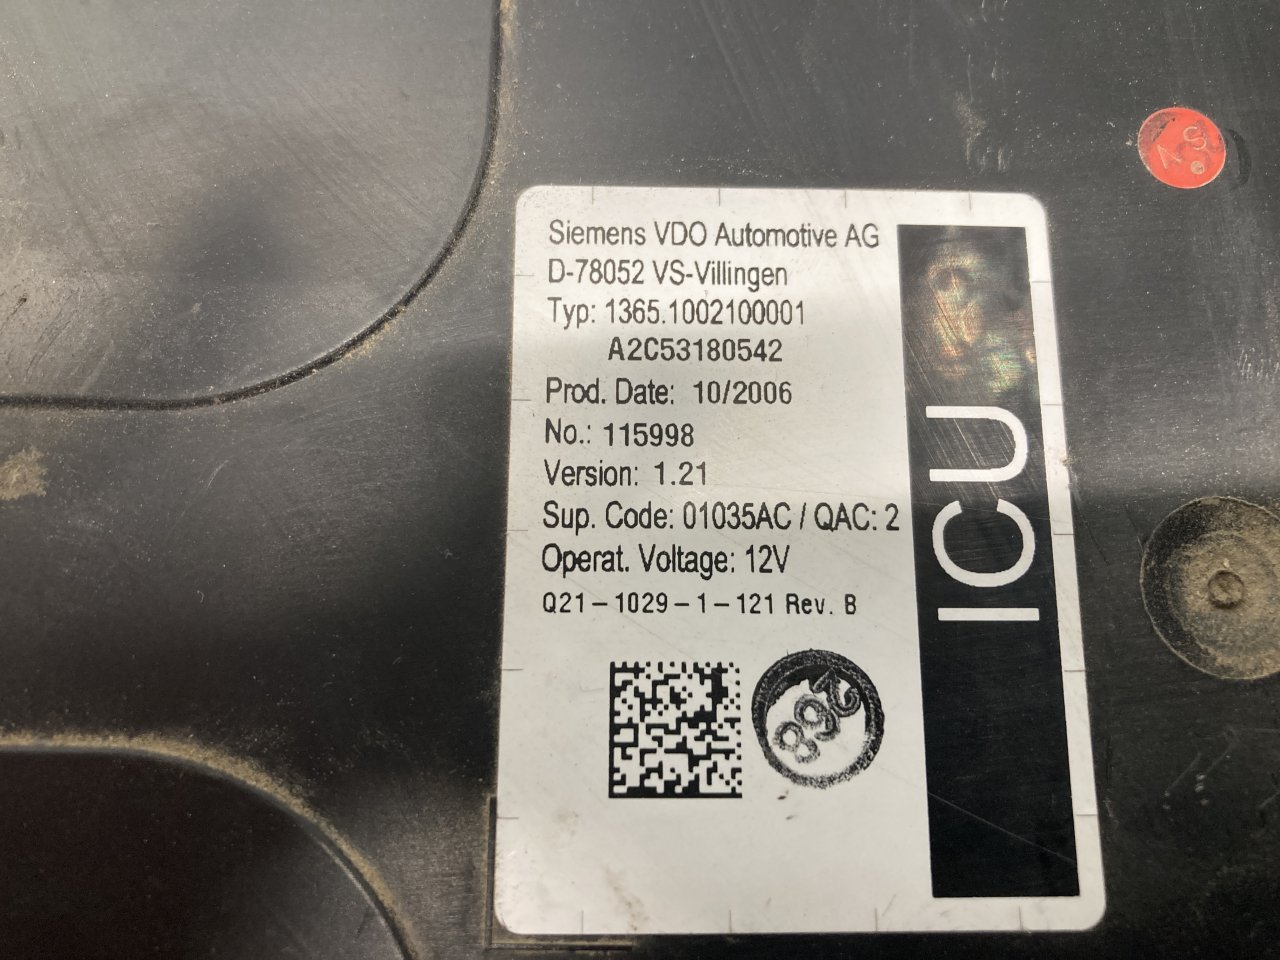 Siemens VDO Automotive AG
D-78052 VS-Villingen
Typ: 1365.1002100001
A2C53180542
Prod. Date: 10/2006
No.: 115998
Version: 1.21
Sup. Code: 01035AC / QAC: 2
Operat. Voltage: 12V
Q21-1029-1-121 Rev. B
ICU
268